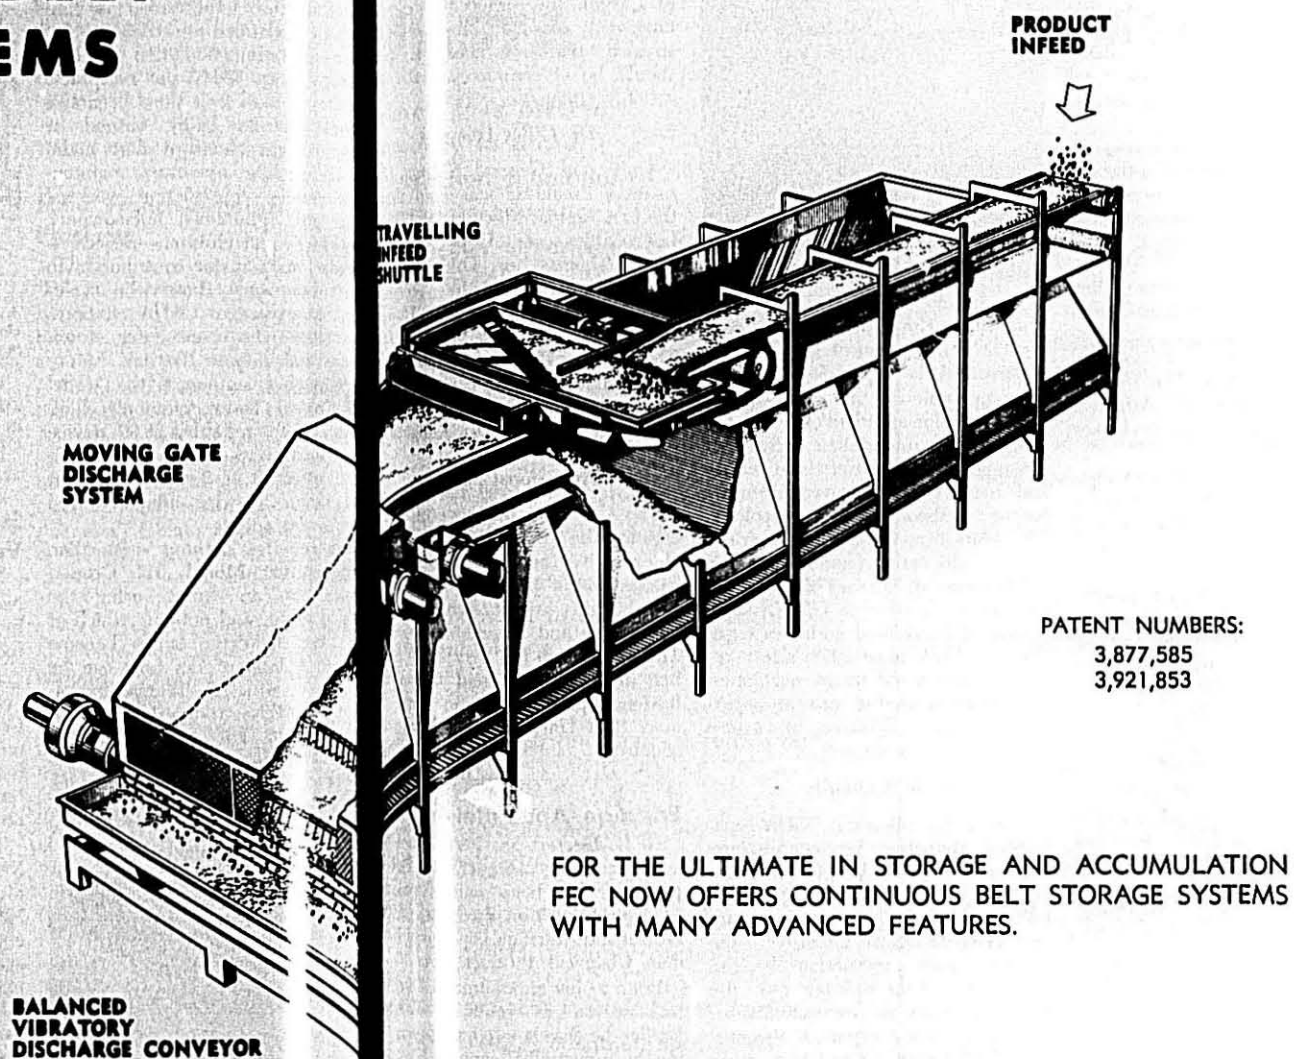 EMS
PRODUCT
INFEED
TRAVELLING
INFEED
SHUTTLE
MOVING GATE
DISCHARGE
SYSTEM
PATENT NUMBERS:
3,877,585
3,921,853
FOR THE ULTIMATE IN STORAGE AND ACCUMULATION
FEC NOW OFFERS CONTINUOUS BELT STORAGE SYSTEMS
WITH MANY ADVANCED FEATURES.
BALANCED
VIBRATORY
DISCHARGE CONVEYOR